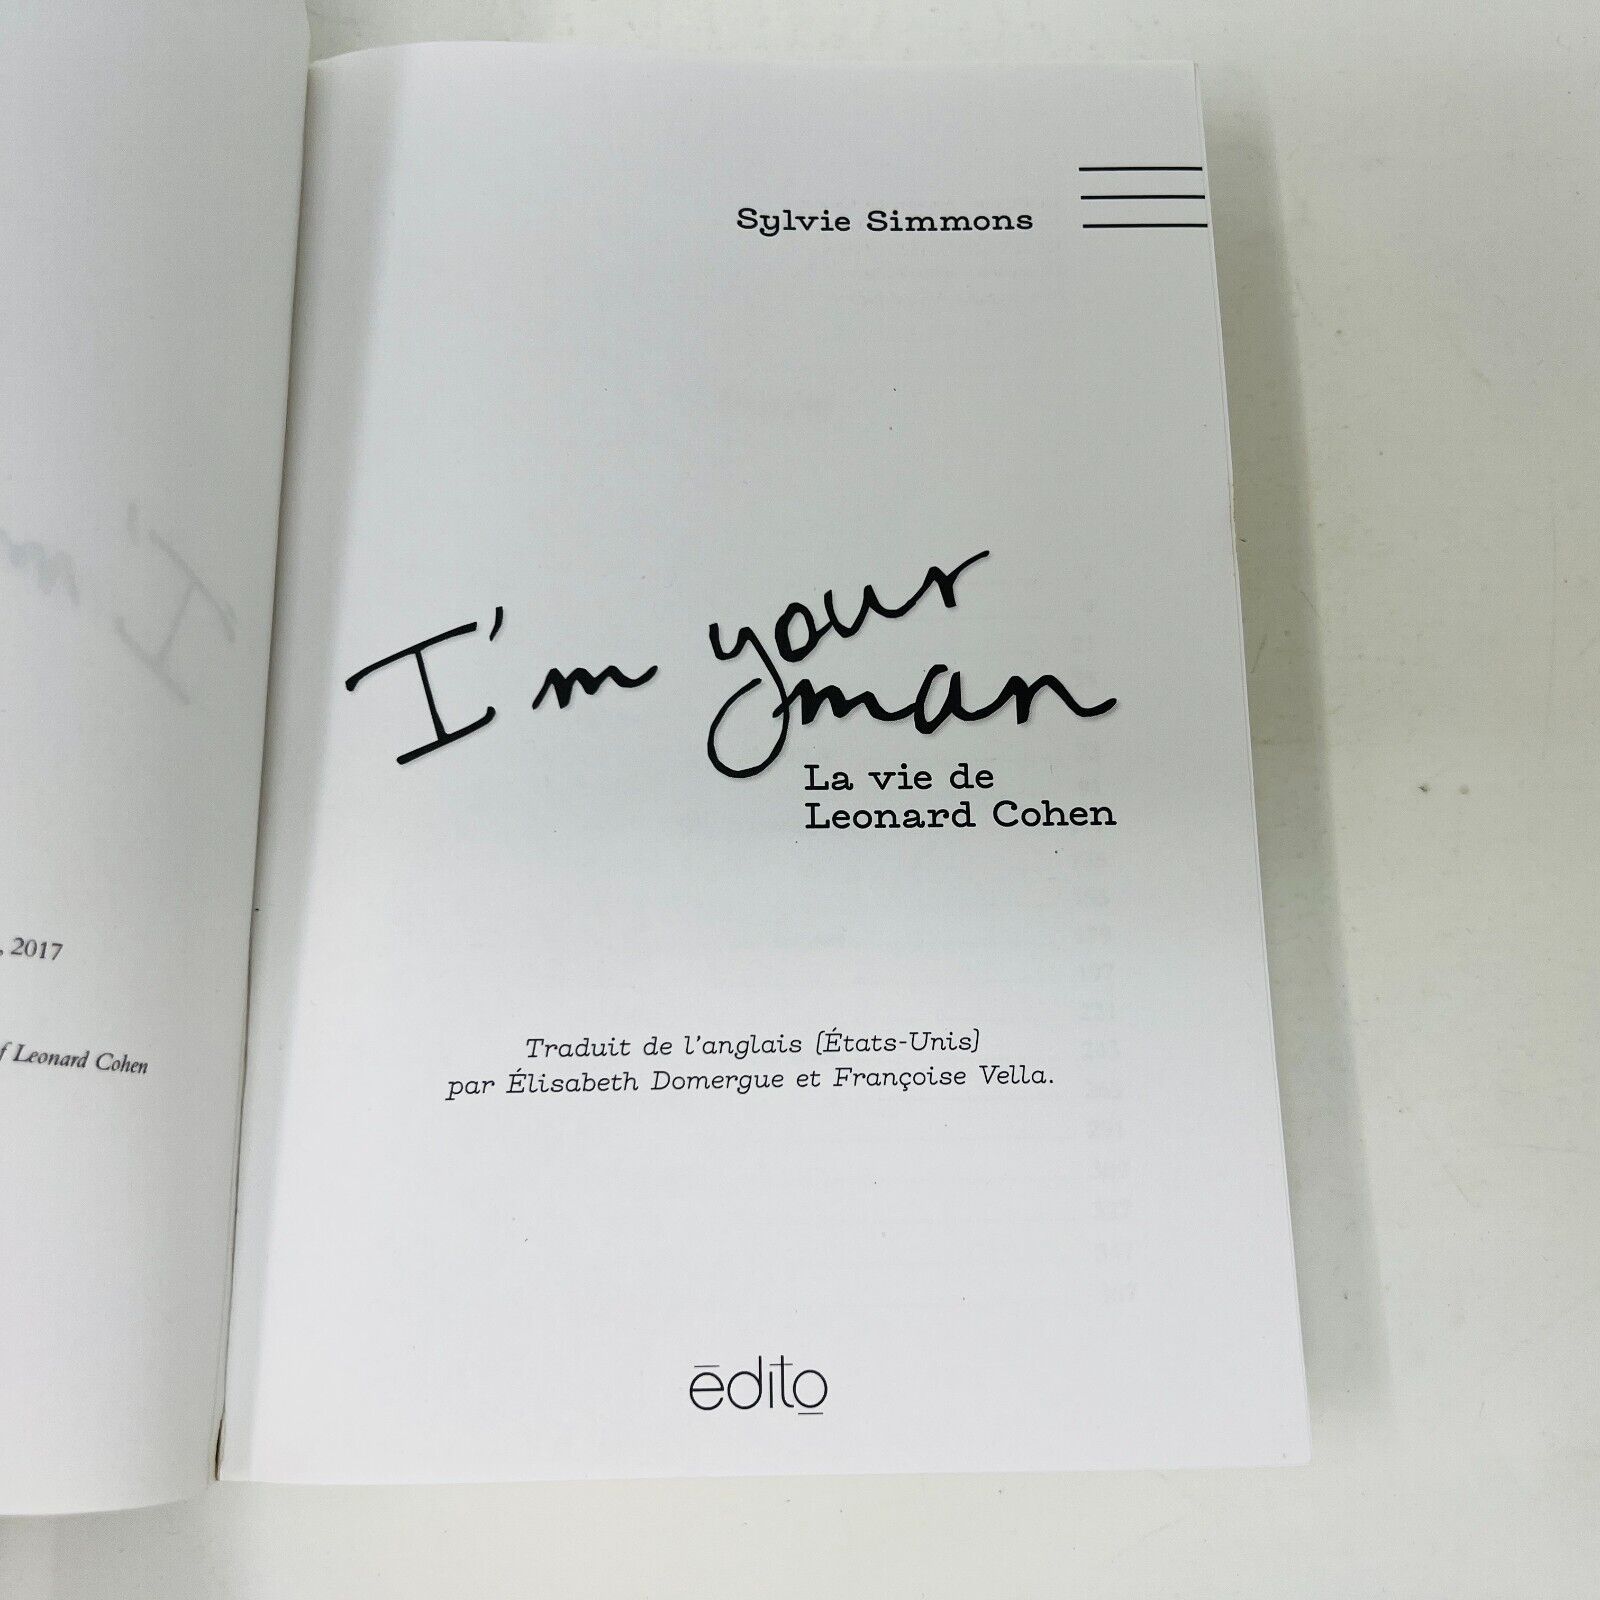 , 2017
f Leonard Cohen
Sylvie Simmons
I'm your
man
La vie de
Leonard Cohen
Traduit de l'anglais (États-Unis)
par Élisabeth Domergue et Françoise Vella.
édito